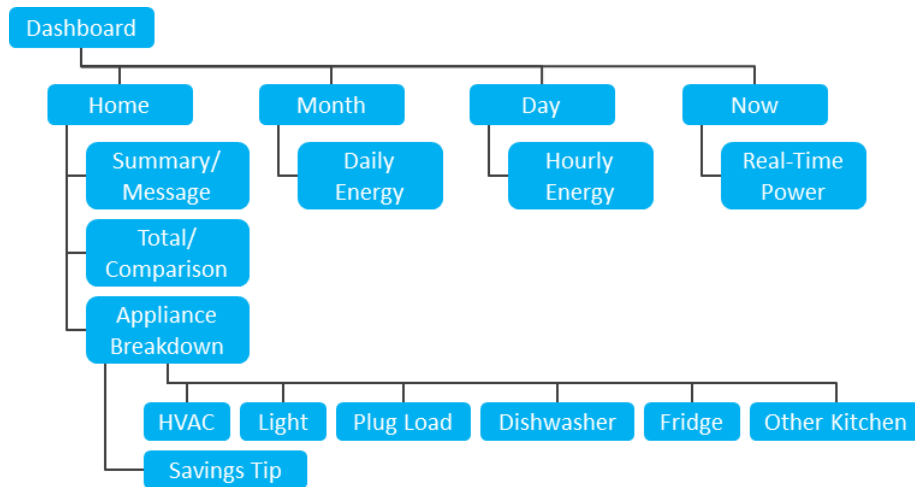 Dashboard
Home
Month
Day
Now
Summary/
Message
Daily
Energy
Hourly
Energy
Real-Time
Power
Total/
Comparison
Appliance
Breakdown
HVAC
Light
Plug Load
Dishwasher
Fridge
Other Kitchen
Savings Tip